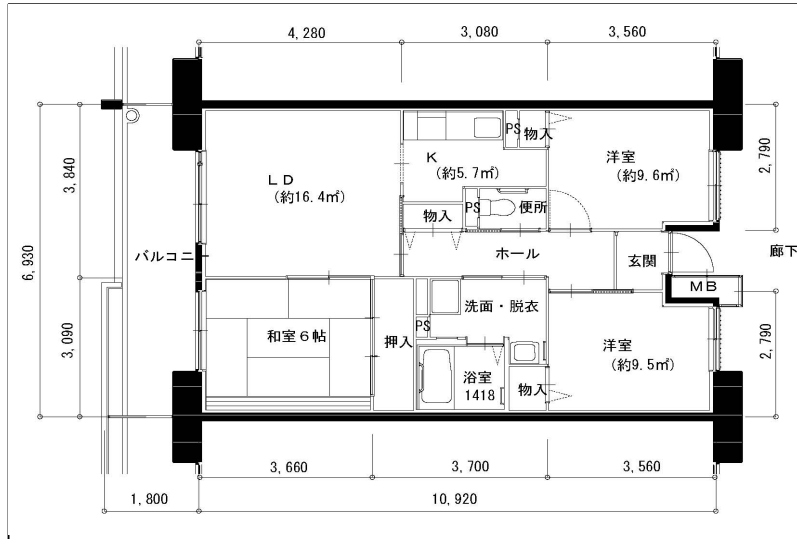 4,280
3,080
3,560
6,930
3,840
3,090
2,790
2,790
LD
(約16.4㎡)
K
(約5.7㎡)
PS
物入
洋室
(約9.6㎡)
PS
便所
物入
バルコニ
ホール
玄関
廊下
MB
和室6帖
押入
PS
洗面・脱衣
浴室
1418
物入
洋室
(約9.5㎡)
3,660
3,700
3,560
1,800
10,920